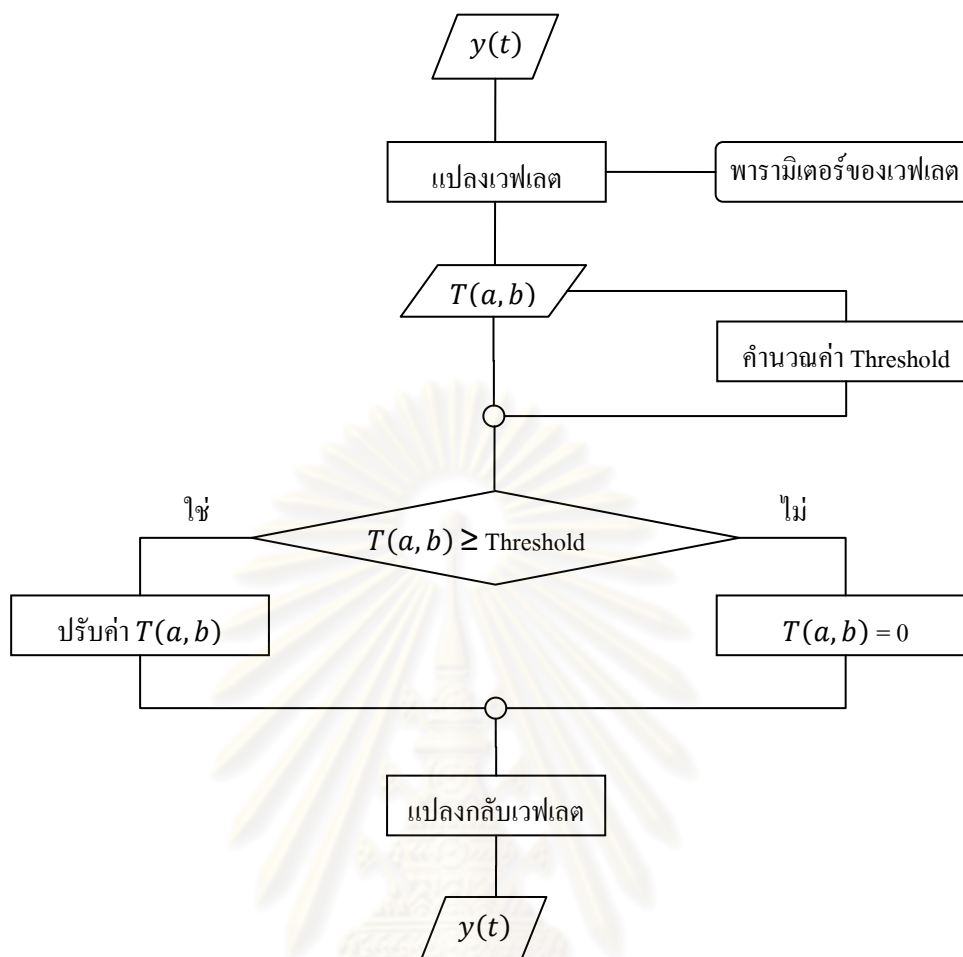 y(t)
แปลงเวฟเลต
พารามิเตอร์ของเวฟเลต
T(a, b)
คำนวณค่า Threshold
ใช่
ไม่
T(a, b) ≥ Threshold
ปรับค่า T(a, b)
T(a, b) = 0
แปลงกลับเวฟเลต
y(t)